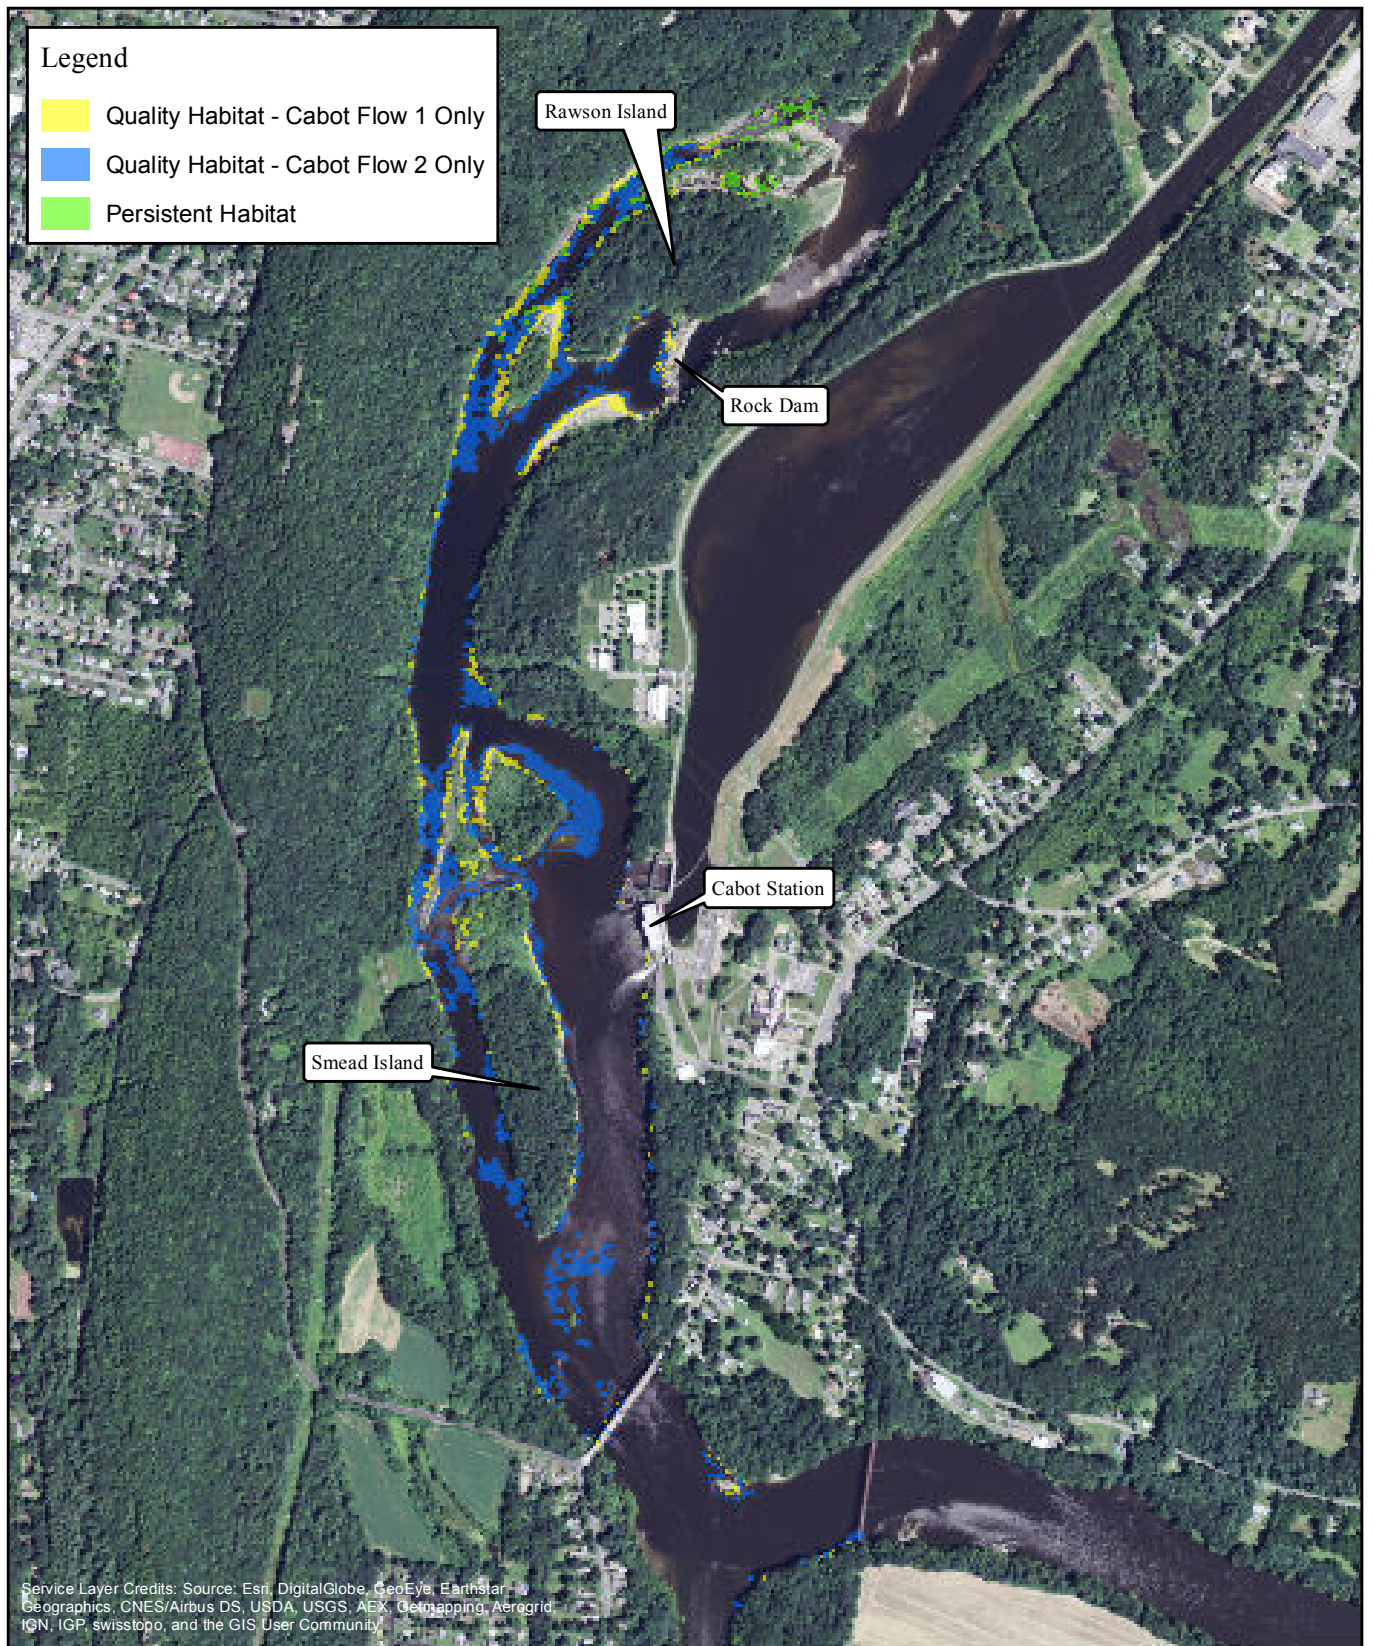 Legend
Quality Habitat - Cabot Flow 1 Only
Quality Habitat - Cabot Flow 2 Only
Persistent Habitat
Rawson Island
Rock Dam
Cabot Station
Smead Island
Service Layer Credits: Source: Esri, DigitalGlobe, GeoEye, Earthstar
Geographics, CNES/Airbus DS, USDA, USGS, AEX, Getmapping, Aerogrid,
IGN, IGP, swisstopo, and the GIS User Community